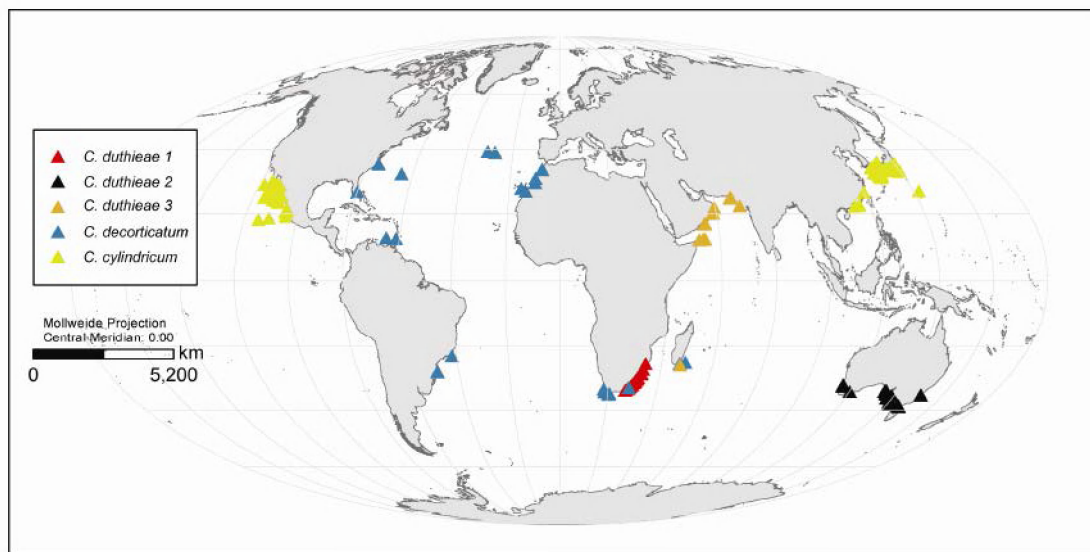 C. duthieae 1
C. duthieae 2
C. duthieae 3
C. decorticatum
C. cylindricum
Mollweide Projection
Central Meridian: 0.00
km
0 5,200